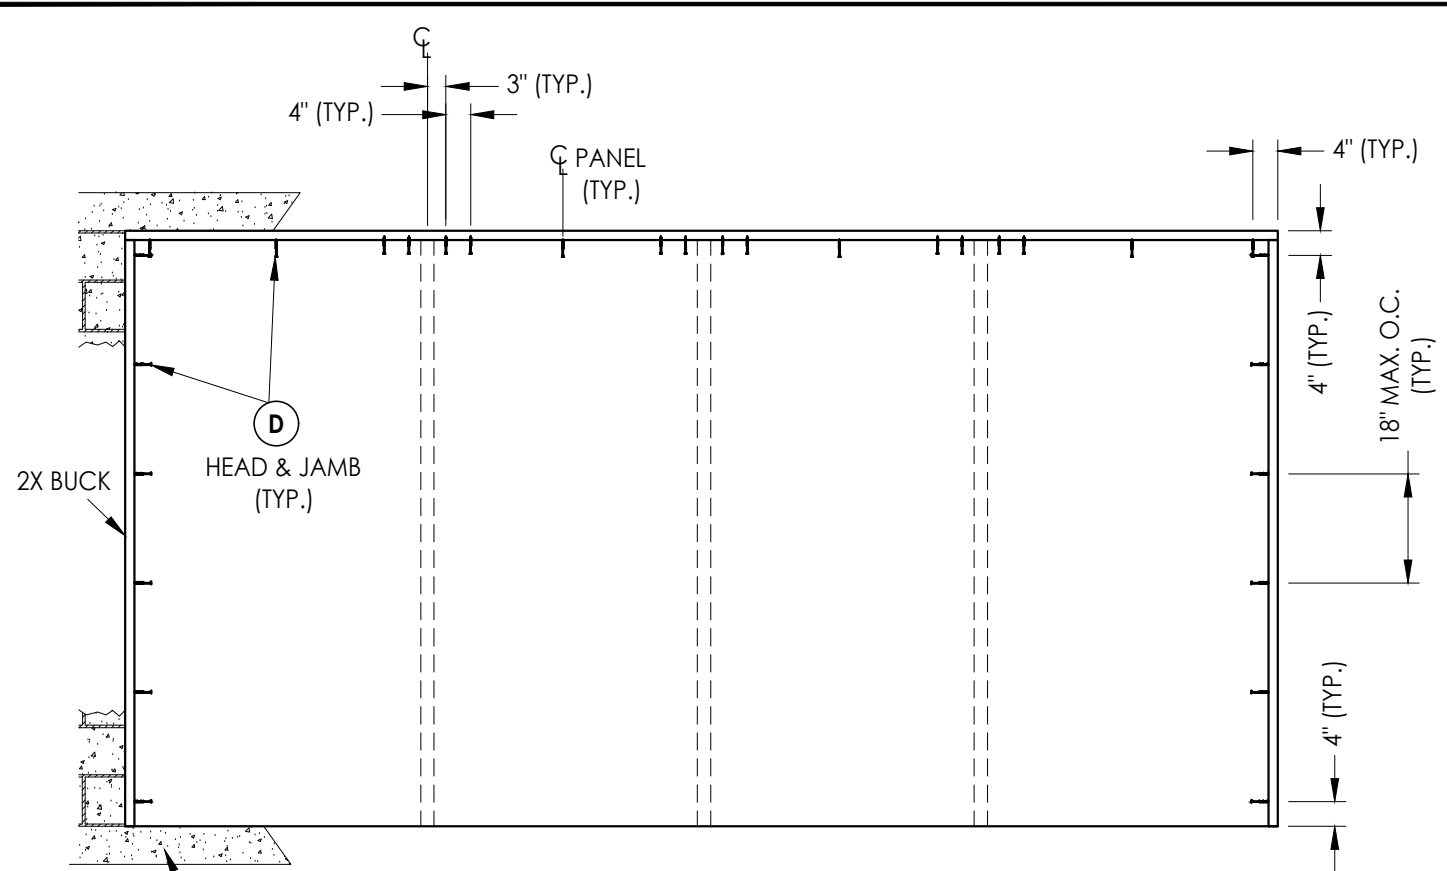 ℄
3" (TYP.)
4" (TYP.)
℄ PANEL
(TYP.)
4" (TYP.)
4" (TYP.)
18" MAX. O.C.
(TYP.)
D
HEAD & JAMB
(TYP.)
2X BUCK
4" (TYP.)